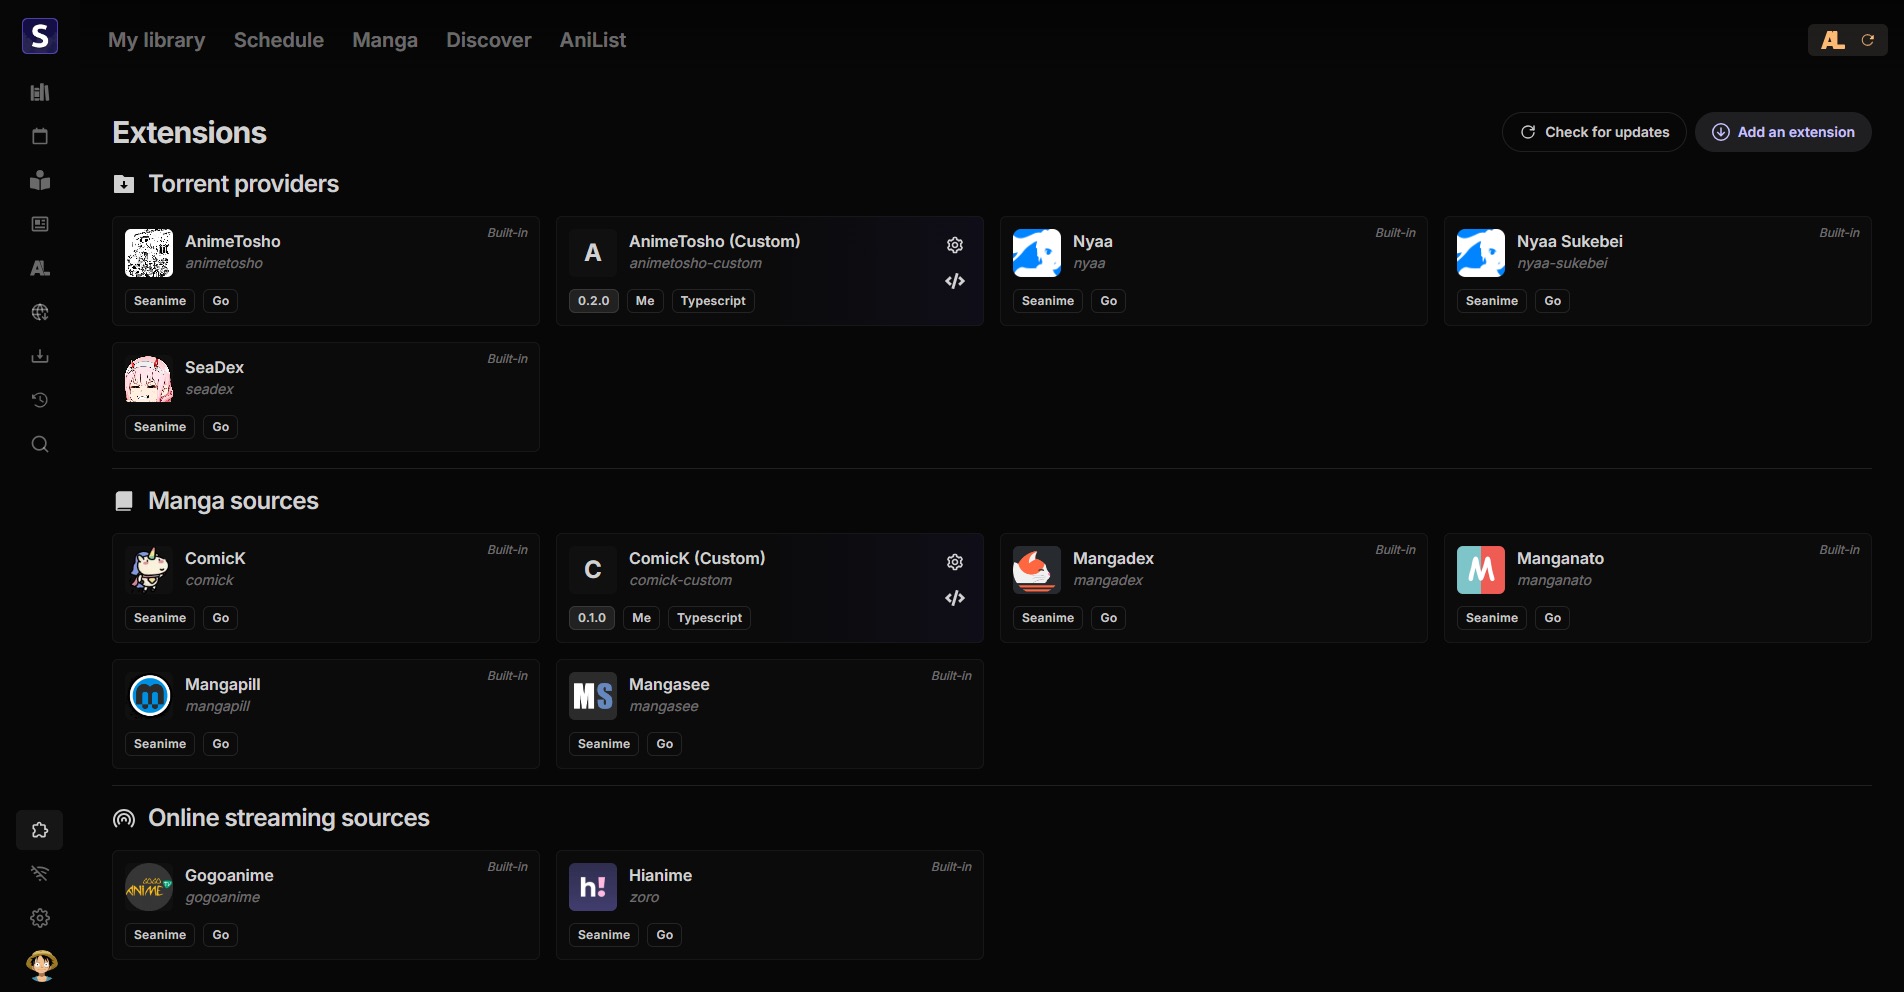 S
My library Schedule Manga Discover AniList
AL
Extensions
Check for updates Add an extension
Torrent providers
AnimeTosho Built-in
animetosho
Seanime Go
A AnimeTosho (Custom)
animetosho-custom
0.2.0 Me Typescript
Nyaa Built-in
nyaa
Seanime Go
Nyaa Sukebei Built-in
nyaa-sukebei
Seanime Go
SeaDex Built-in
seadex
Seanime Go
Manga sources
ComicK Built-in
comick
Seanime Go
C ComicK (Custom)
comick-custom
0.1.0 Me Typescript
Mangadex Built-in
mangadex
Seanime Go
M Manganato Built-in
manganato
Seanime Go
m Mangapill Built-in
mangapill
Seanime Go
MS Mangasee Built-in
mangasee
Seanime Go
Online streaming sources
GOGO ANIME TV Gogoanime Built-in
gogoanime
Seanime Go
h! Hianime Built-in
zoro
Seanime Go
AL